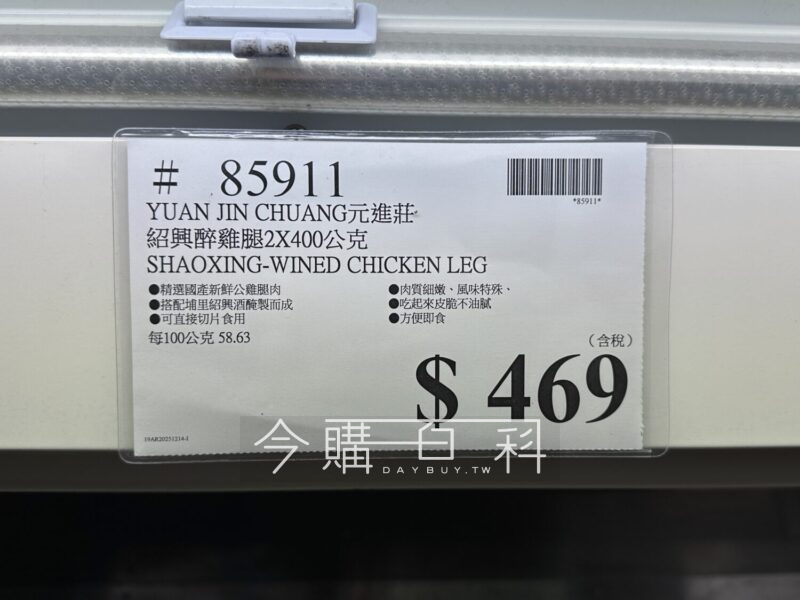 # 85911
*85911*
YUAN JIN CHUANG元進莊
紹興醉雞腿2X400公克
SHAOXING-WINED CHICKEN LEG
●精選國產新鮮公雞腿肉
●搭配埔里紹興酒醃製而成
●可直接切片食用
●肉質細嫩、風味特殊、
●吃起來皮脆不油膩
●方便即食
每100公克 58.63
(含稅)
$ 469
19AR20251214-I
今購百科
DAYBUY.TW